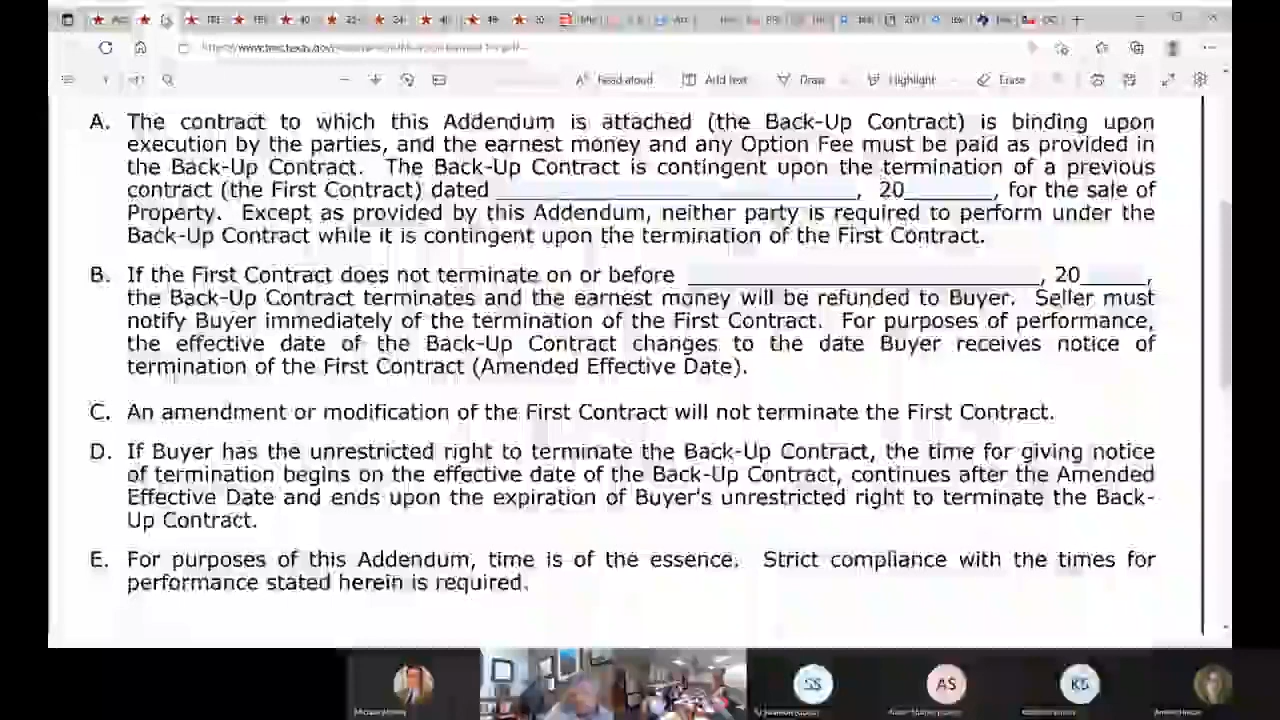 Read aloud
Add text
Draw
Highlight
Erase
A. The contract to which this Addendum is attached (the Back-Up Contract) is binding upon
execution by the parties, and the earnest money and any Option Fee must be paid as provided in
the Back-Up Contract. The Back-Up Contract is contingent upon the termination of a previous
contract (the First Contract) dated ____________________, 20_______, for the sale of
Property. Except as provided by this Addendum, neither party is required to perform under the
Back-Up Contract while it is contingent upon the termination of the First Contract.
B. If the First Contract does not terminate on or before ____________________, 20_____,
the Back-Up Contract terminates and the earnest money will be refunded to Buyer. Seller must
notify Buyer immediately of the termination of the First Contract. For purposes of performance,
the effective date of the Back-Up Contract changes to the date Buyer receives notice of
termination of the First Contract (Amended Effective Date).
C. An amendment or modification of the First Contract will not terminate the First Contract.
D. If Buyer has the unrestricted right to terminate the Back-Up Contract, the time for giving notice
of termination begins on the effective date of the Back-Up Contract, continues after the Amended
Effective Date and ends upon the expiration of Buyer's unrestricted right to terminate the Back-
Up Contract.
E. For purposes of this Addendum, time is of the essence. Strict compliance with the times for
performance stated herein is required.
SS
AS
KS